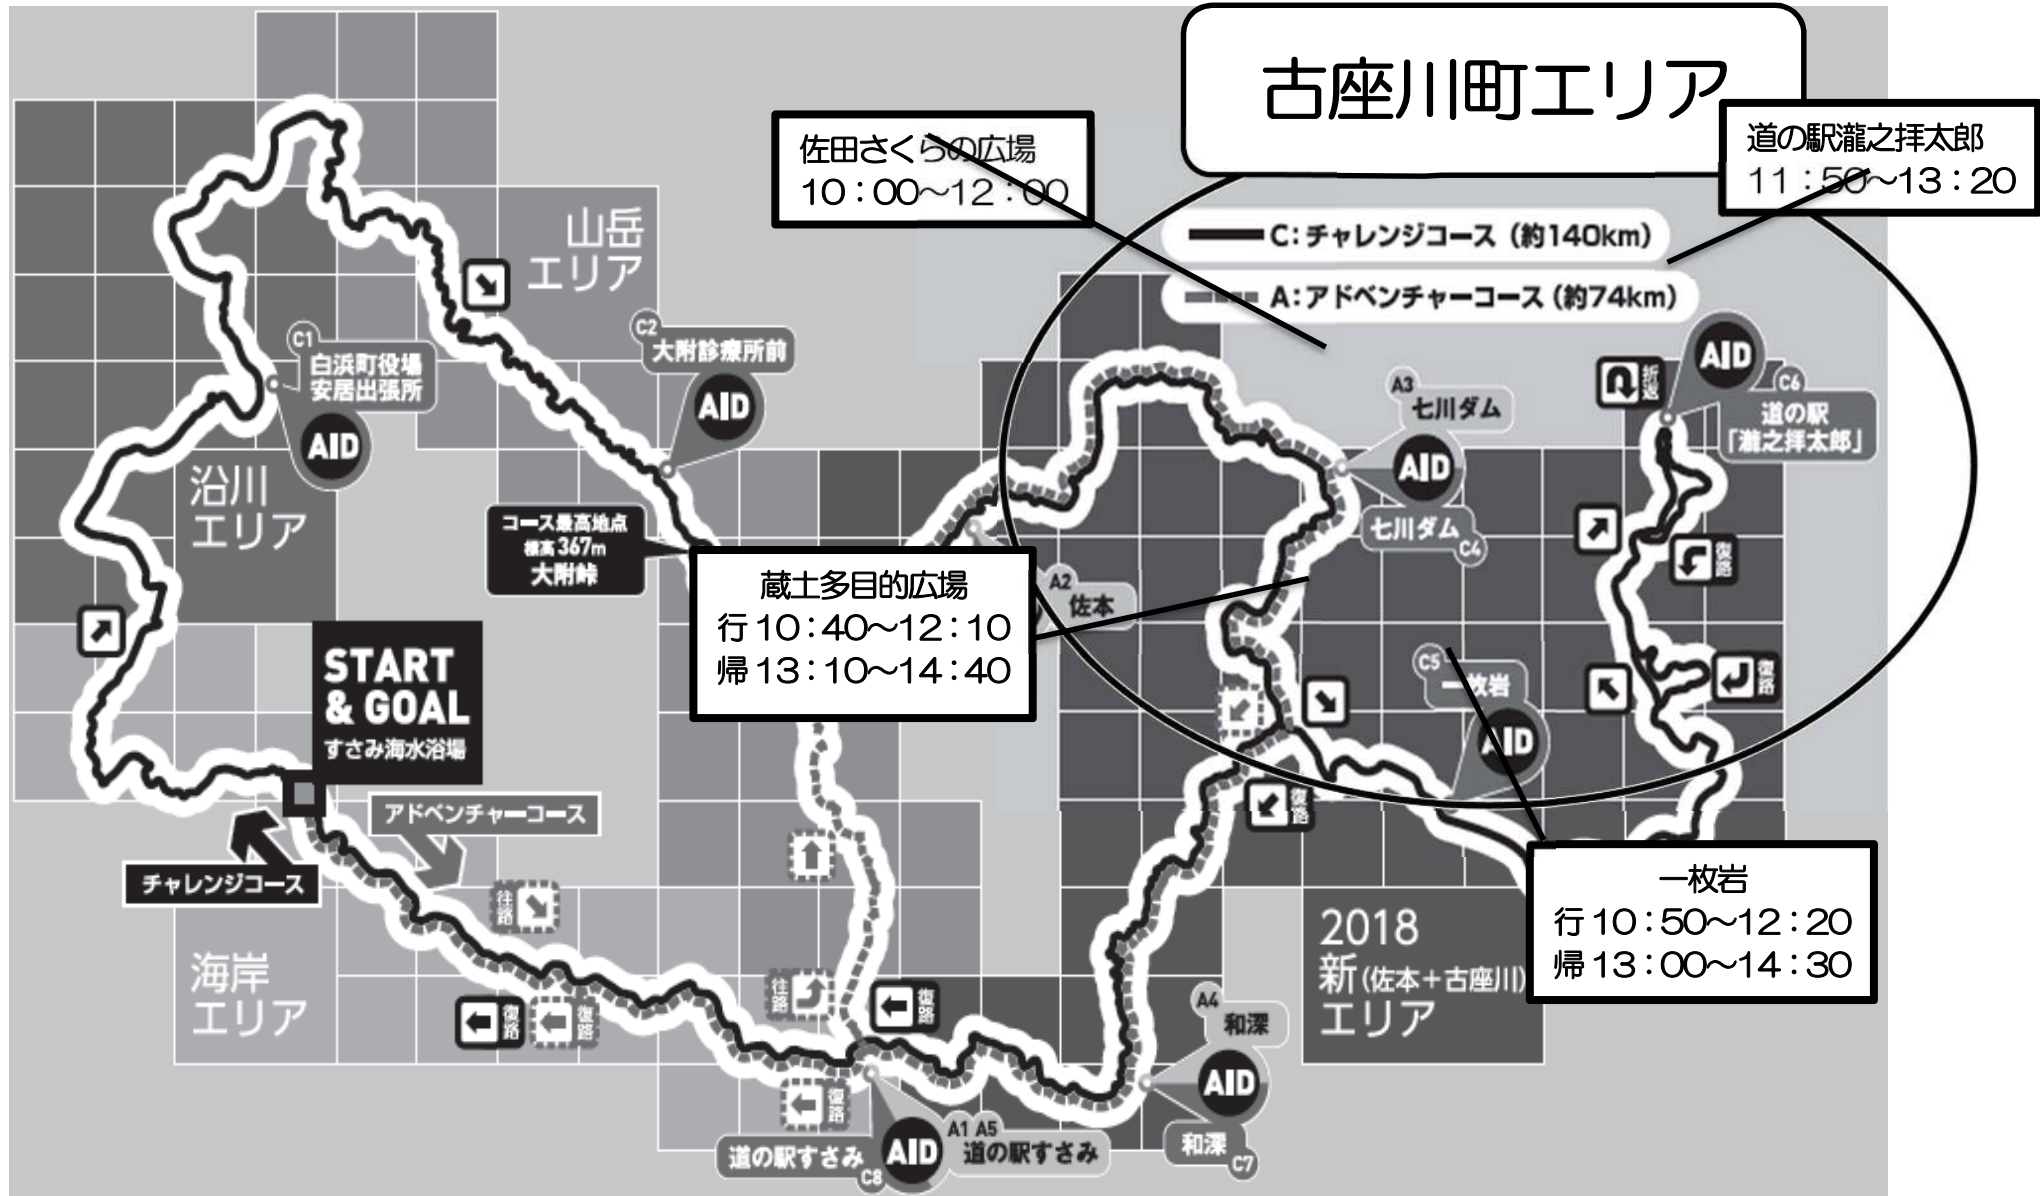 古座川町エリア
佐田さくらの広場
10：00～12：00
道の駅瀧之拝太郎
11：50～13：20
C：チャレンジコース（約140km）
A：アドベンチャーコース（約74km）
山岳
エリア
C1
白浜町役場
安居出張所
AID
C2
大附診療所前
AID
A3
七川ダム
AID
七川ダム
C4
折返
AID
C6
道の駅
「瀧之拝太郎」
沿川
エリア
コース最高地点
標高367m
大附峠
蔵土多目的広場
行10：40～12：10
帰13：10～14：40
A2
佐本
復路
C5
一枚岩
AID
復路
START
& GOAL
すさみ海水浴場
アドベンチャーコース
チャレンジコース
復路
一枚岩
行10：50～12：20
帰13：00～14：30
往路
2018
新(佐本＋古座川)
エリア
海岸
エリア
往路
復路
復路
復路
A4
和深
AID
和深
C7
復路
道の駅すさみ
C8
AID
A1 A5
道の駅すさみ